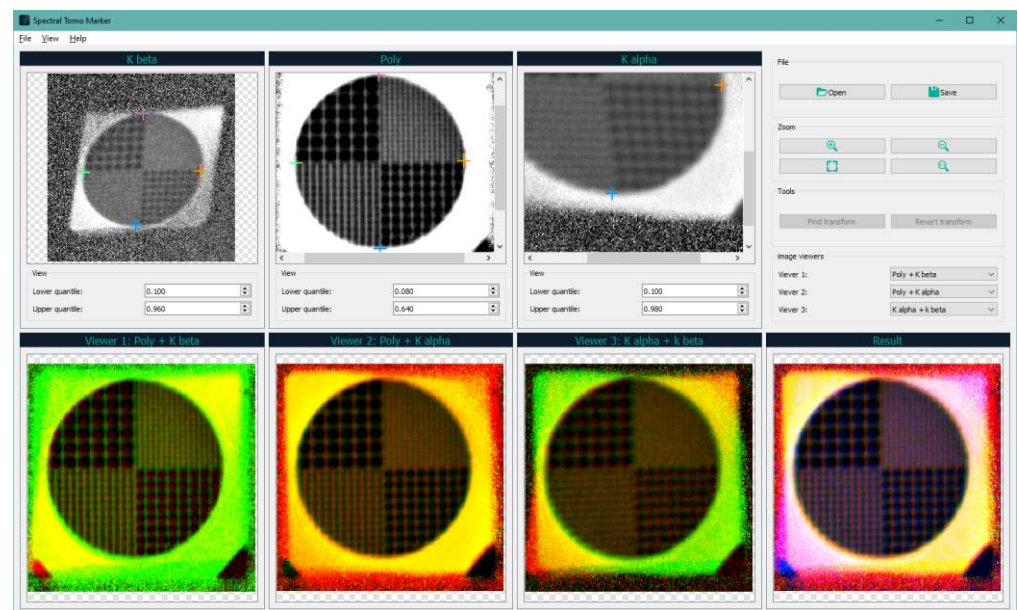 Spectral Tomo Marker
File View Help
K beta
Poly
K alpha
File
Open
Save
Zoom
Tools
Find transform
Revert transform
View
Lower quantile: 0.100
Upper quantile: 0.960
View
Lower quantile: 0.080
Upper quantile: 0.640
View
Lower quantile: 0.100
Upper quantile: 0.980
image viewers
Viever 1: Poly + K beta
Viever 2: Poly + K alpha
Viever 3: K alpha + k beta
Viewer 1: Poly + K beta
Viewer 2: Poly + K alpha
Viewer 3: K alpha + k beta
Result